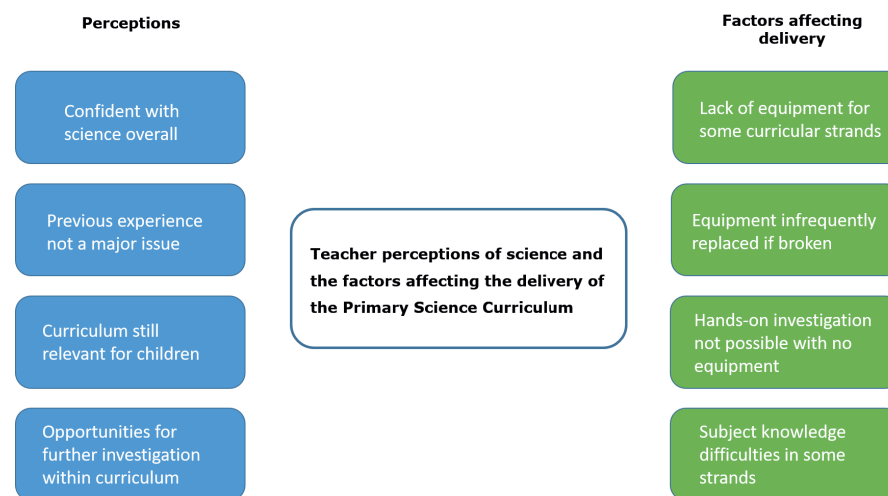 Perceptions
Confident with
science overall
Previous experience
not a major issue
Curriculum still
relevant for children
Opportunities for
further investigation
within curriculum
Teacher perceptions of science and
the factors affecting the delivery of
the Primary Science Curriculum
Factors affecting
delivery
Lack of equipment for
some curricular strands
Equipment infrequently
replaced if broken
Hands-on investigation
not possible with no
equipment
Subject knowledge
difficulties in some
strands